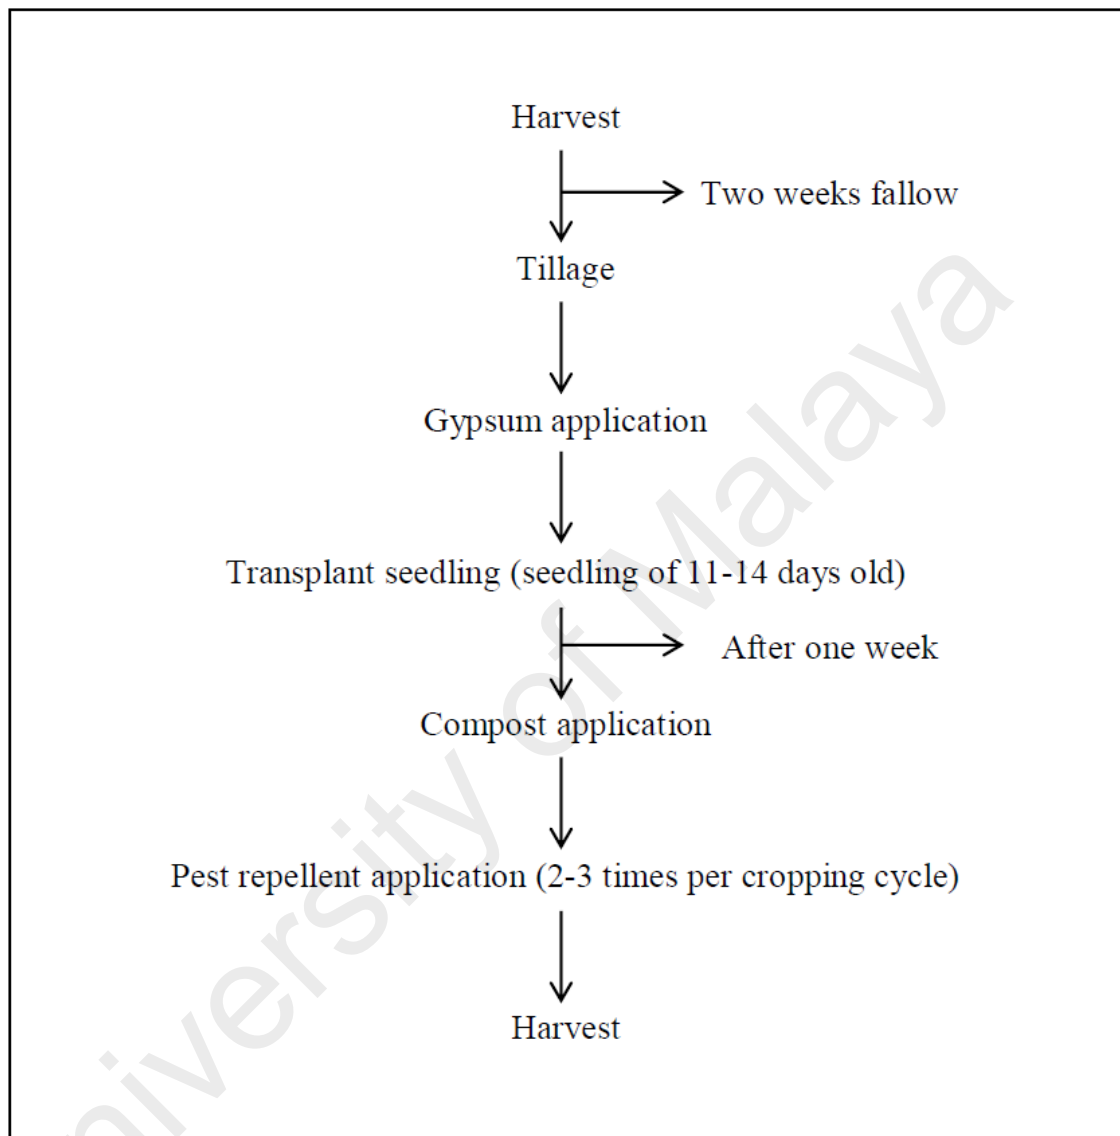 Harvest
Two weeks fallow
Tillage
Gypsum application
Transplant seedling (seedling of 11-14 days old)
After one week
Compost application
Pest repellent application (2-3 times per cropping cycle)
Harvest
niversity of Malaya